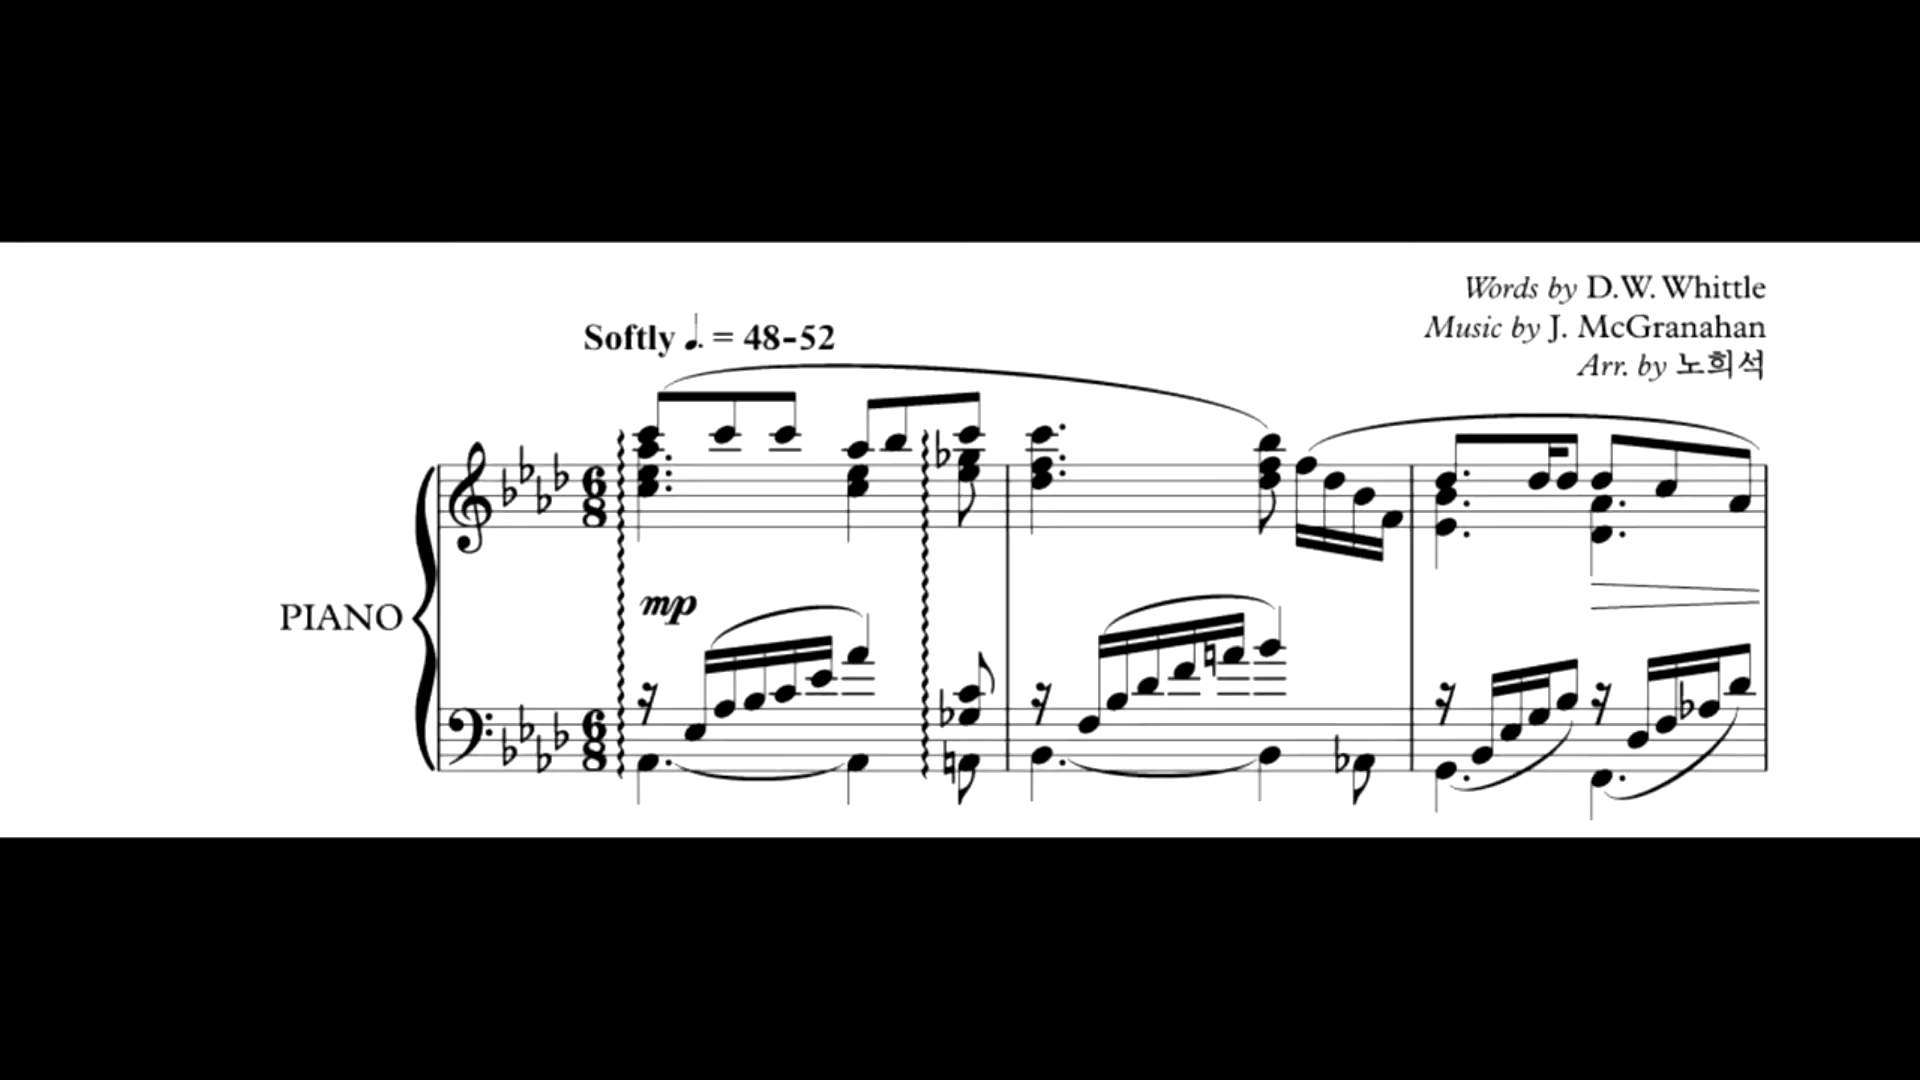 Words by D.W. Whittle
Music by J. McGranahan
Arr. by 노희석
Softly ♩. = 48-52
mp
PIANO